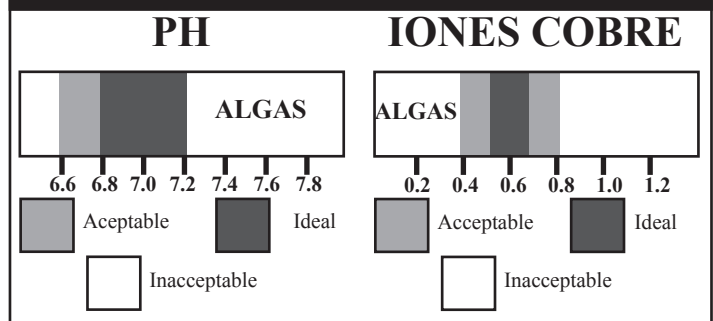 PH
ALGAS
6.6 6.8 7.0 7.2 7.4 7.6 7.8
Aceptable
Ideal
Inacceptable
IONES COBRE
ALGAS
0.2 0.4 0.6 0.8 1.0 1.2
Acceptable
Ideal
Inacceptable